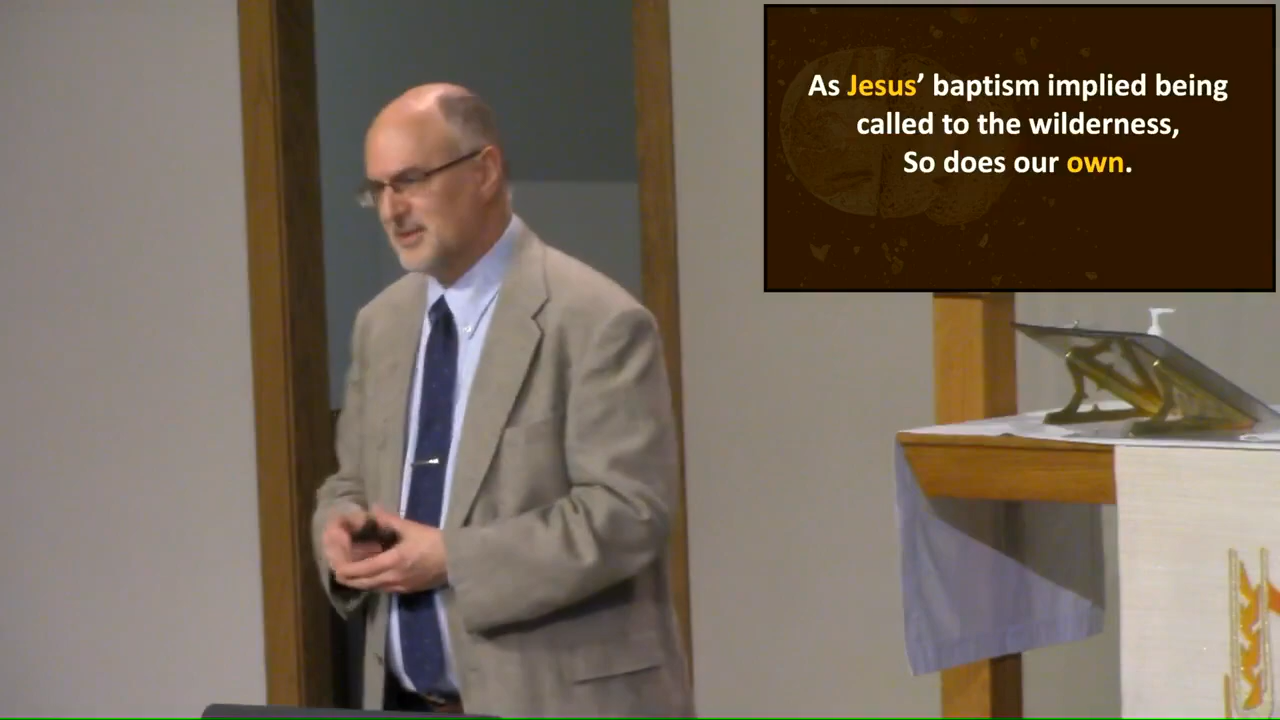 As Jesus’ baptism implied being
called to the wilderness,
So does our own.